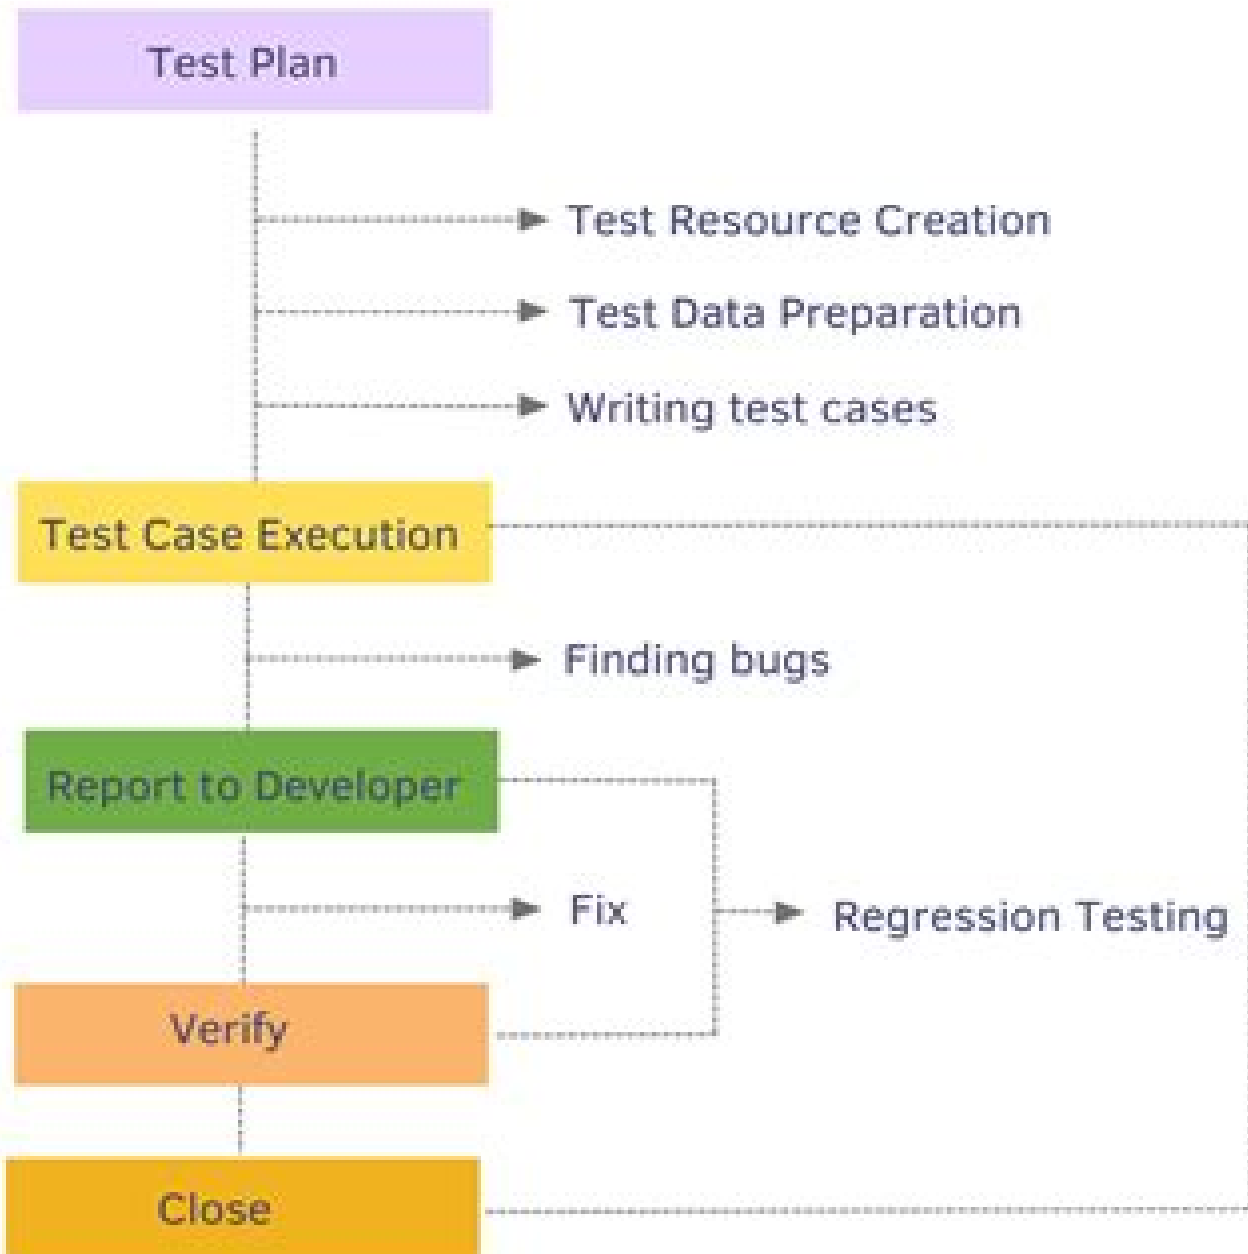 Test Plan
Test Resource Creation
Test Data Preparation
Writing test cases
Test Case Execution
Finding bugs
Report to Developer
Fix
Regression Testing
Verify
Close